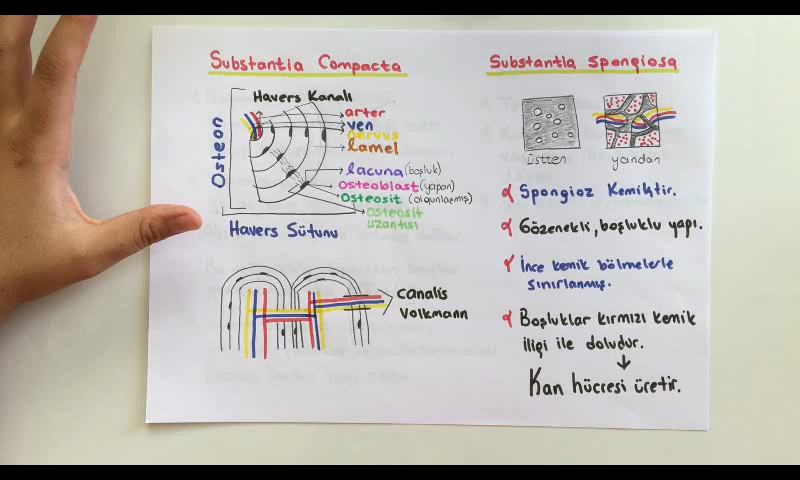 Substantia Compacta
Havers Kanalı
Osteon
arter
ven
nervus
lamel
lacuna (boşluk)
osteoblast (yapan)
Osteosit (olgunlaşmış)
osteosit
uzantısı
Havers Sütunu
Canalis
Volkmann
Substantia Spongiosa
üstten
yandan
Spongioz Kemiktir.
Gözenekli, boşluklu yapı.
İnce kemik bölmelerle
sınırlanmış.
Boşluklar kırmızı kemik
iliği ile doludur.
Kan hücresi üretir.